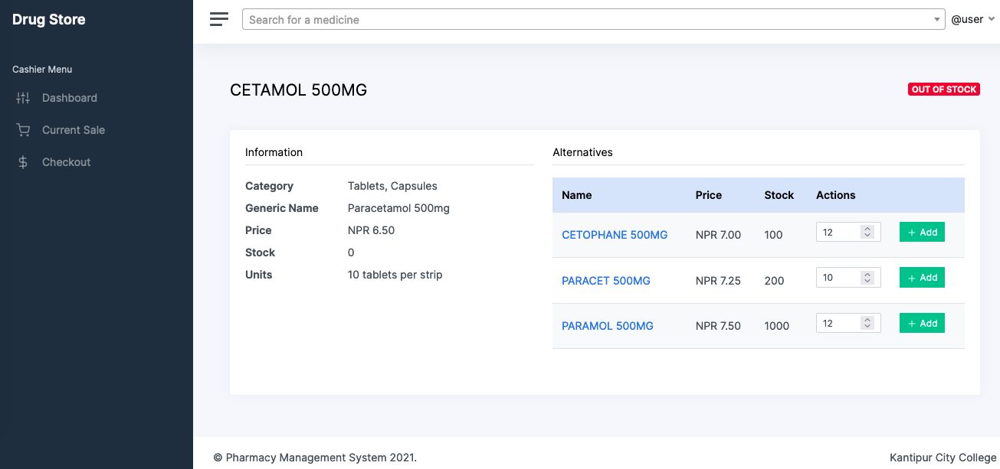 Drug Store
Search for a medicine
@user
Cashier Menu
Dashboard
Current Sale
Checkout
CETAMOL 500MG
OUT OF STOCK
Information
Category Tablets, Capsules
Generic Name Paracetamol 500mg
Price NPR 6.50
Stock 0
Units 10 tablets per strip
Alternatives
Name Price Stock Actions
CETOPHANE 500MG NPR 7.00 100 12 + Add
PARACET 500MG NPR 7.25 200 10 + Add
PARAMOL 500MG NPR 7.50 1000 12 + Add
© Pharmacy Management System 2021.
Kantipur City College